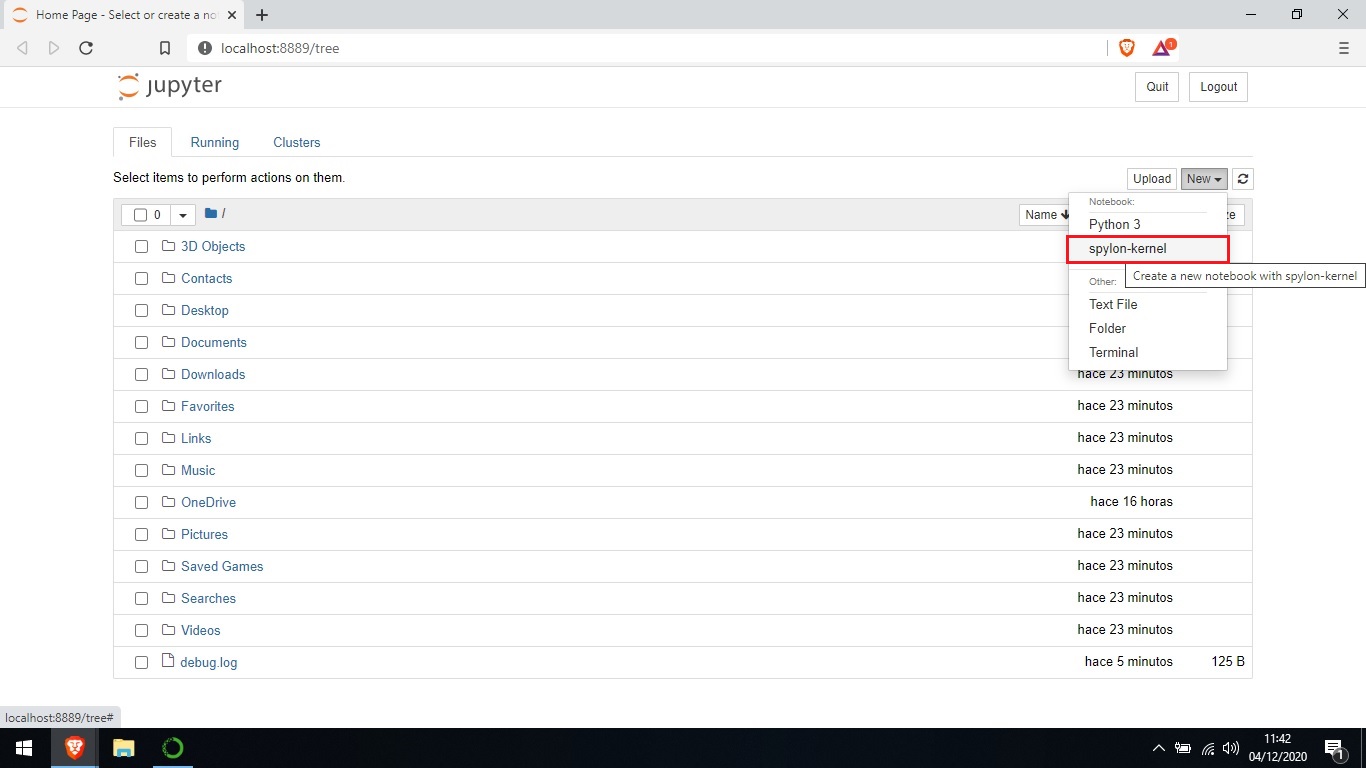 Home Page - Select or create a no
localhost:8889/tree
1
jupyter
Quit
Logout
Files
Running
Clusters
Select items to perform actions on them.
Upload
New
0
/
Name
Notebook:
Python 3
spylon-kernel
Create a new notebook with spylon-kernel
Other:
Text File
Folder
Terminal
3D Objects
Contacts
Desktop
Documents
Downloads
hace 23 minutos
Favorites
hace 23 minutos
Links
hace 23 minutos
Music
hace 23 minutos
OneDrive
hace 16 horas
Pictures
hace 23 minutos
Saved Games
hace 23 minutos
Searches
hace 23 minutos
Videos
hace 23 minutos
debug.log
hace 5 minutos
125 B
localhost:8889/tree#
11:42
04/12/2020
1